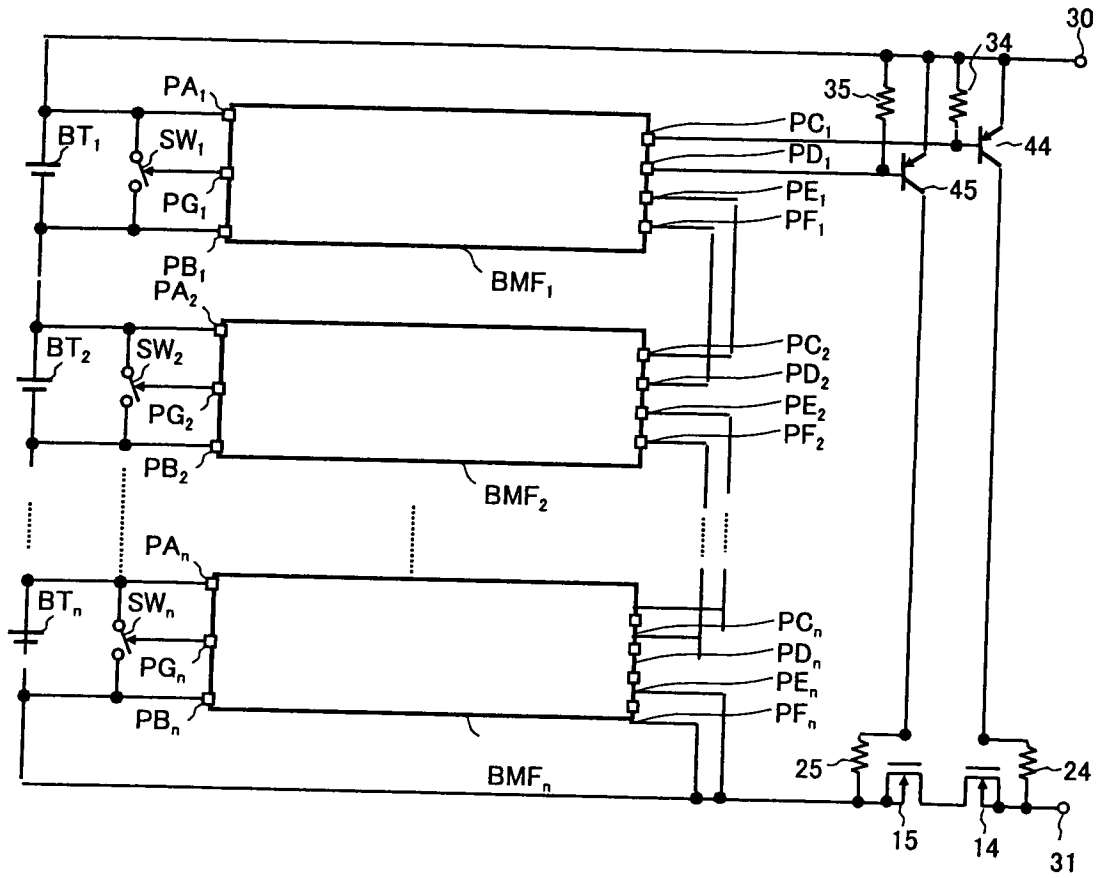 30
34
PA₁
35
PC₁
BT₁
SW₁
PD₁
44
PG₁
PE₁
45
PF₁
PB₁
BMF₁
PA₂
BT₂
SW₂
PC₂
PD₂
PG₂
PE₂
PF₂
PB₂
BMF₂
PAₙ
BTₙ
SWₙ
PCₙ
PDₙ
PGₙ
PEₙ
PFₙ
PBₙ
25
24
BMFₙ
15
14
31